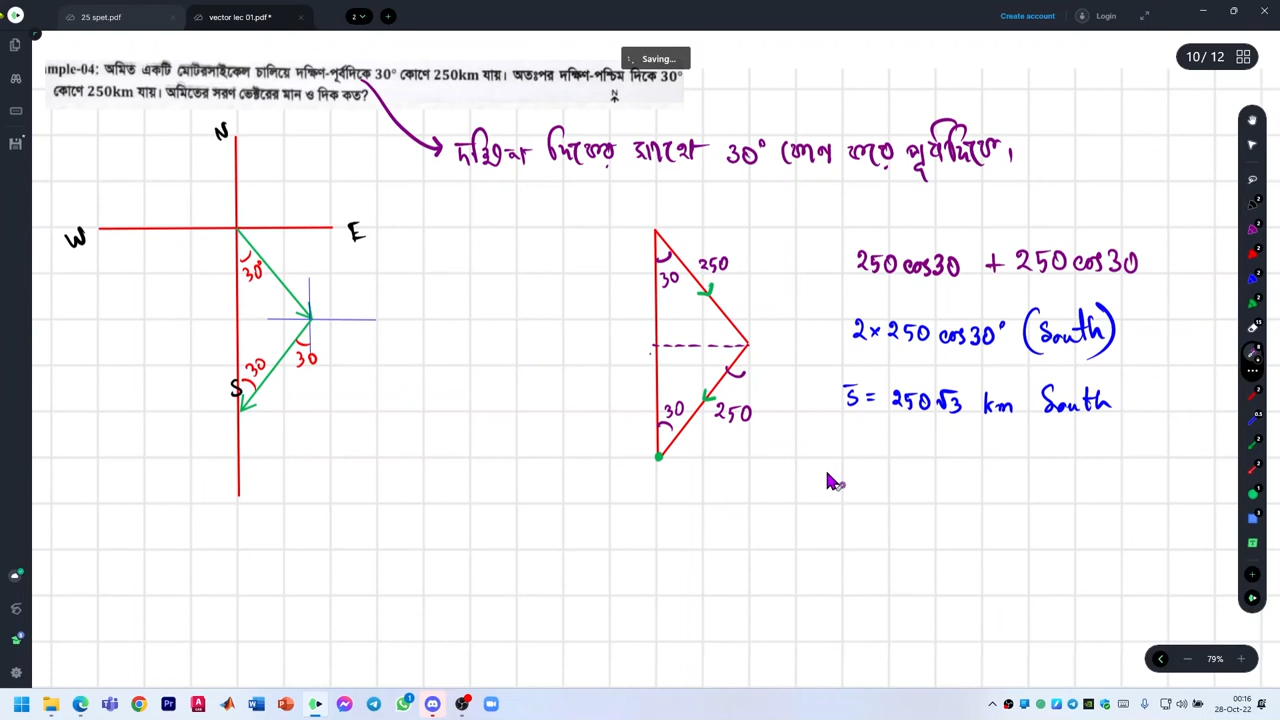 25 spet.pdf
vector lec 01.pdf*
2
Create account
Login
Saving...
10 / 12
mple-04: অমিত একটি মোটরসাইকেল চালিয়ে দক্ষিণ-পূর্বদিকে 30° কোণে 250km যায়। অতঃপর দক্ষিণ-পশ্চিম দিকে 30°
কোণে 250km যায়। অমিতের সরণ ভেক্টরের মান ও দিক কত?
N
N
দক্ষিণ দিকের সাথে 30° কোণ করে পূর্বদিকে।
W
E
30°
30
30
S
30
250
30
250
250 cos30 + 250 cos30
2 × 250 cos 30° (South)
s̄ = 250√3 km South
79%
00:16
28-Oct-22